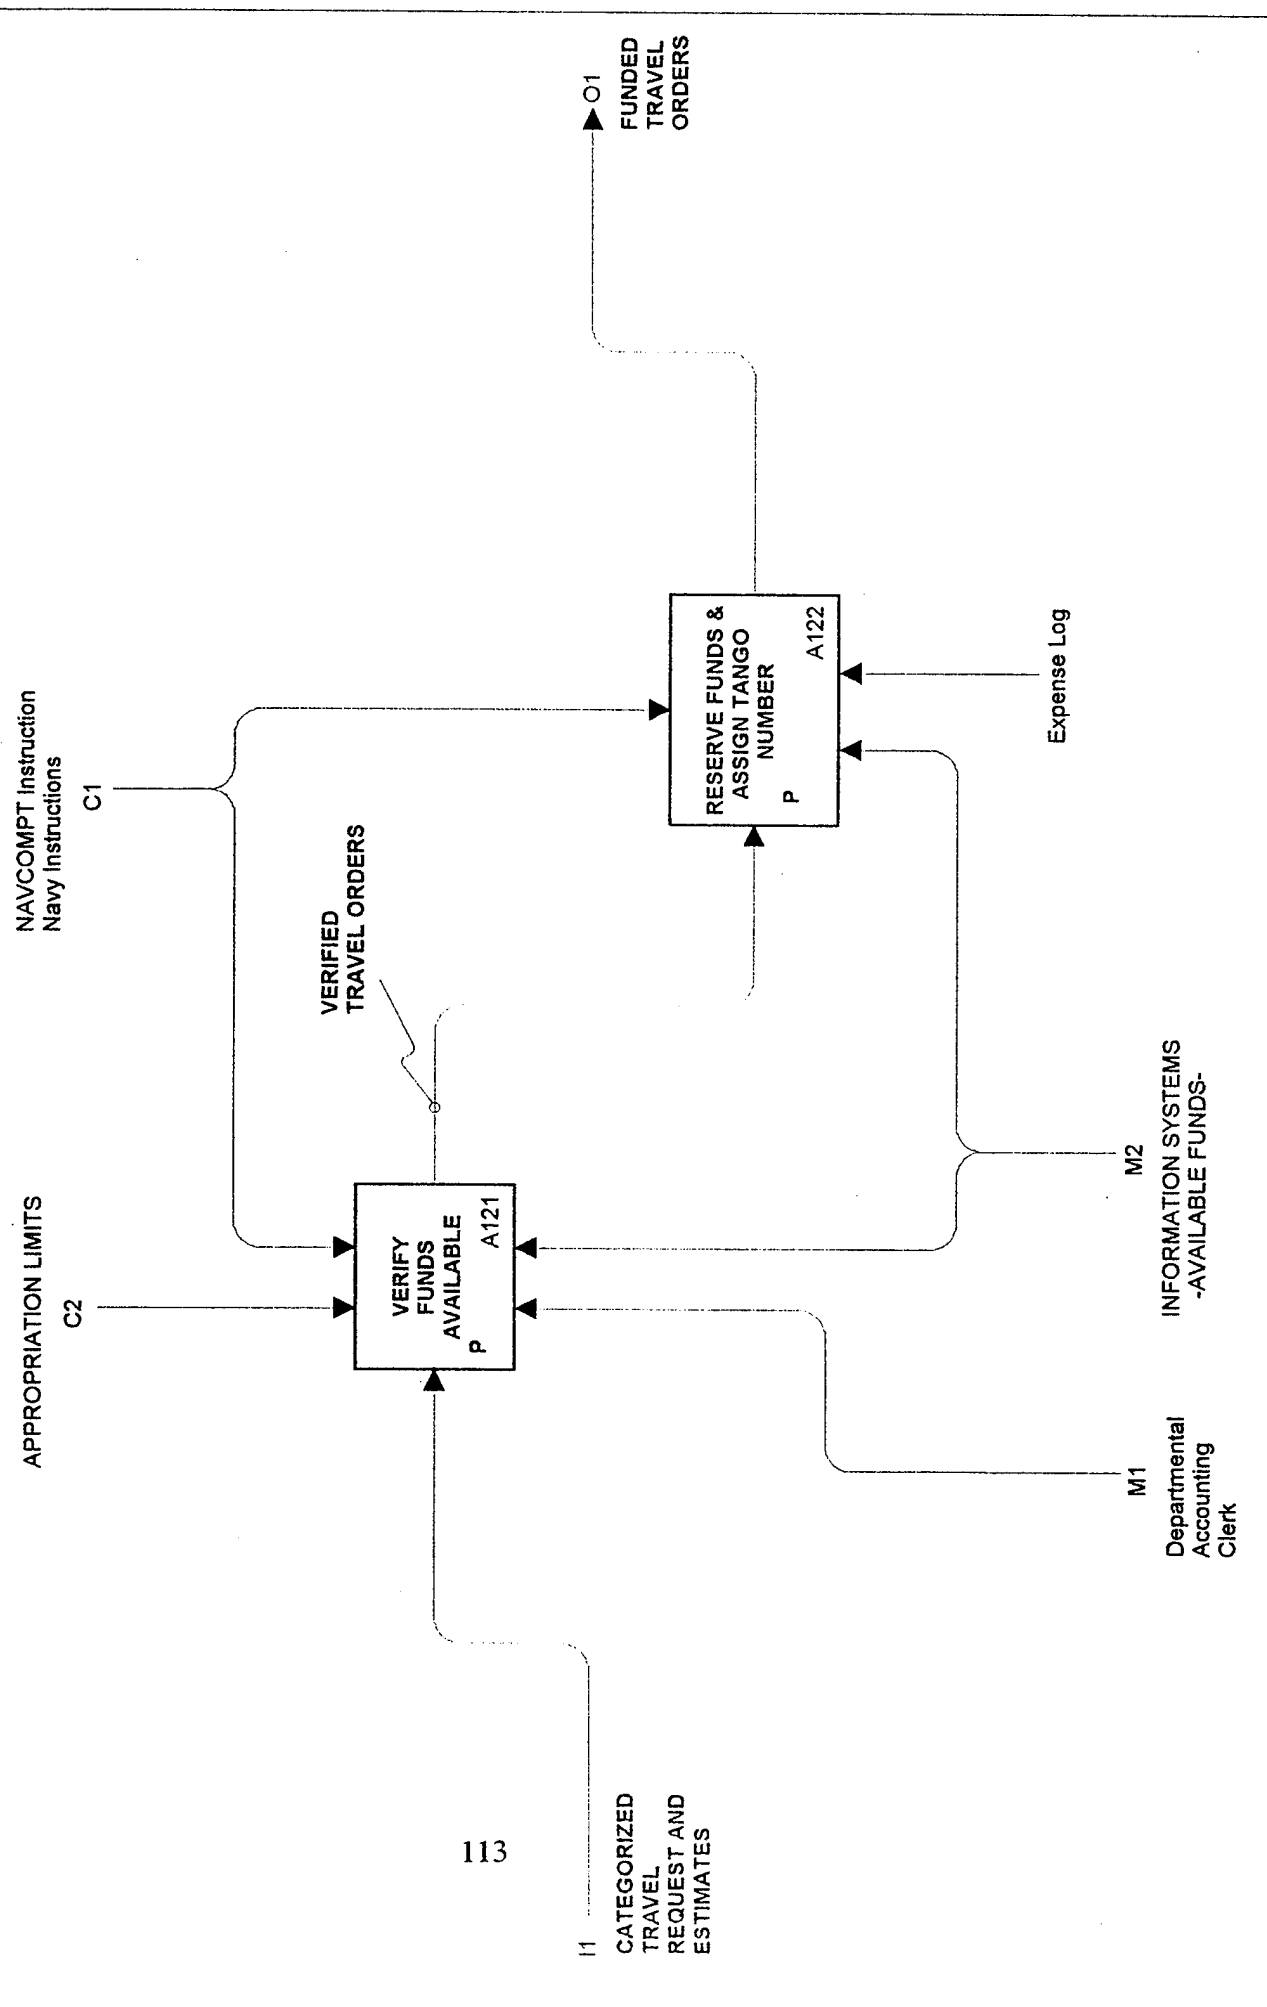 NAVCOMPT Instruction
Navy Instructions
C1
APPROPRIATION LIMITS
C2
VERIFIED
TRAVEL ORDERS
VERIFY
FUNDS
AVAILABLE
P
A121
RESERVE FUNDS &
ASSIGN TANGO
NUMBER
P
A122
O1
FUNDED
TRAVEL
ORDERS
I1
CATEGORIZED
TRAVEL
REQUEST AND
ESTIMATES
M1
Departmental
Accounting
Clerk
M2
INFORMATION SYSTEMS
-AVAILABLE FUNDS-
Expense Log
113